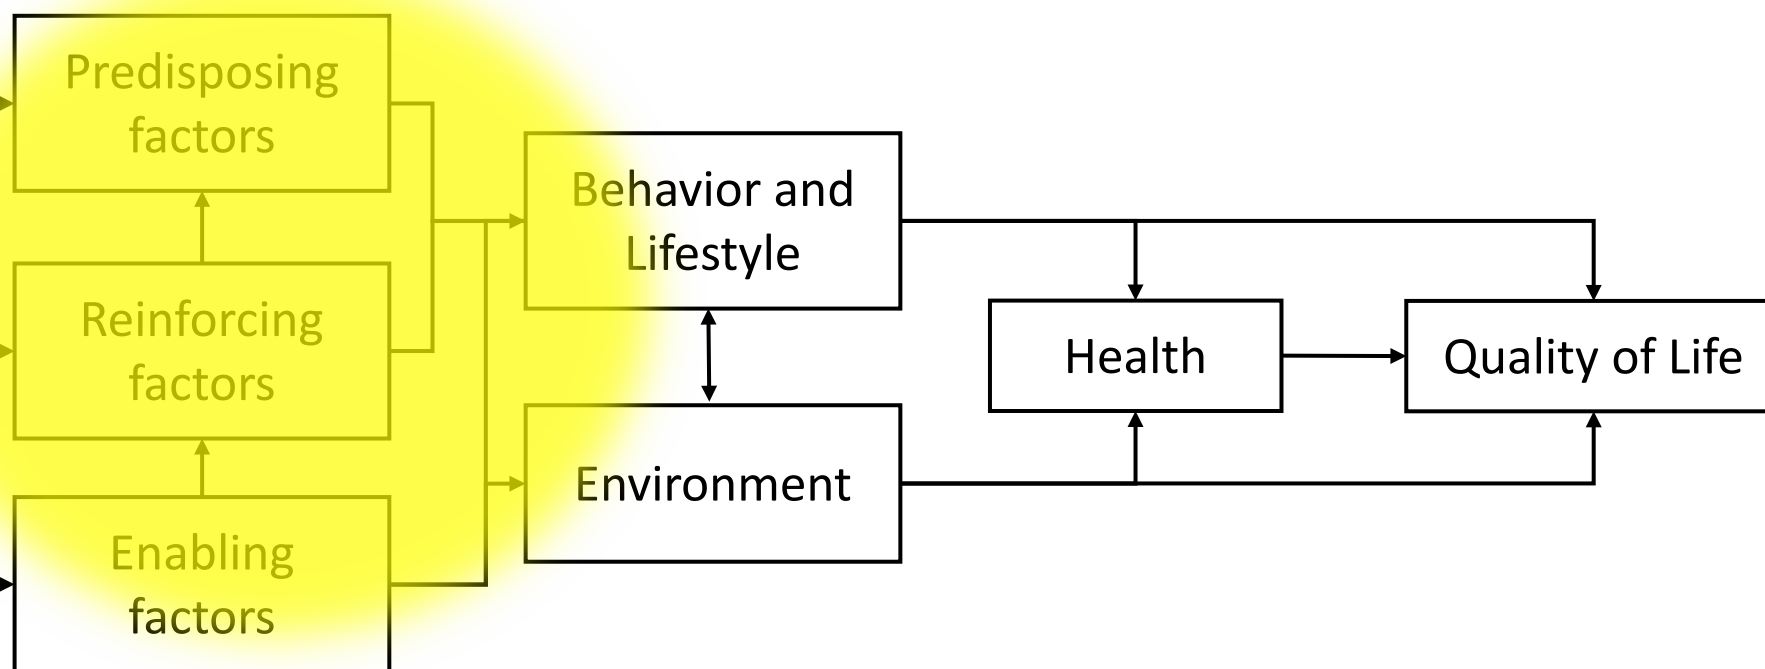 Predisposing
factors
Reinforcing
factors
Enabling
factors
Behavior and
Lifestyle
Environment
Health
Quality of Life